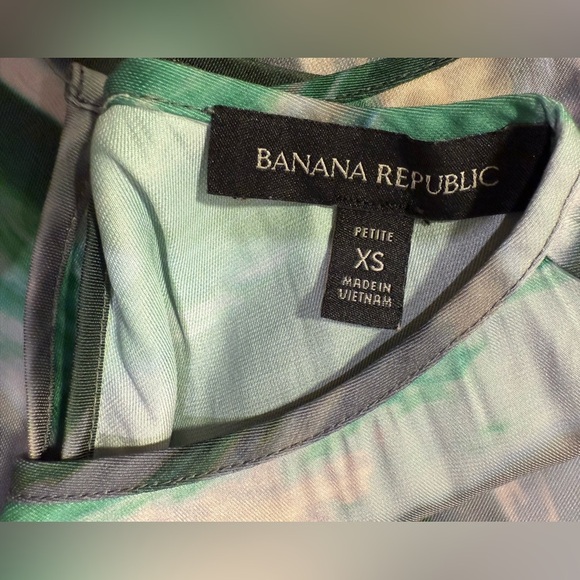 BANANA REPUBLIC
PETITE
XS
MADE IN
VIETNAM